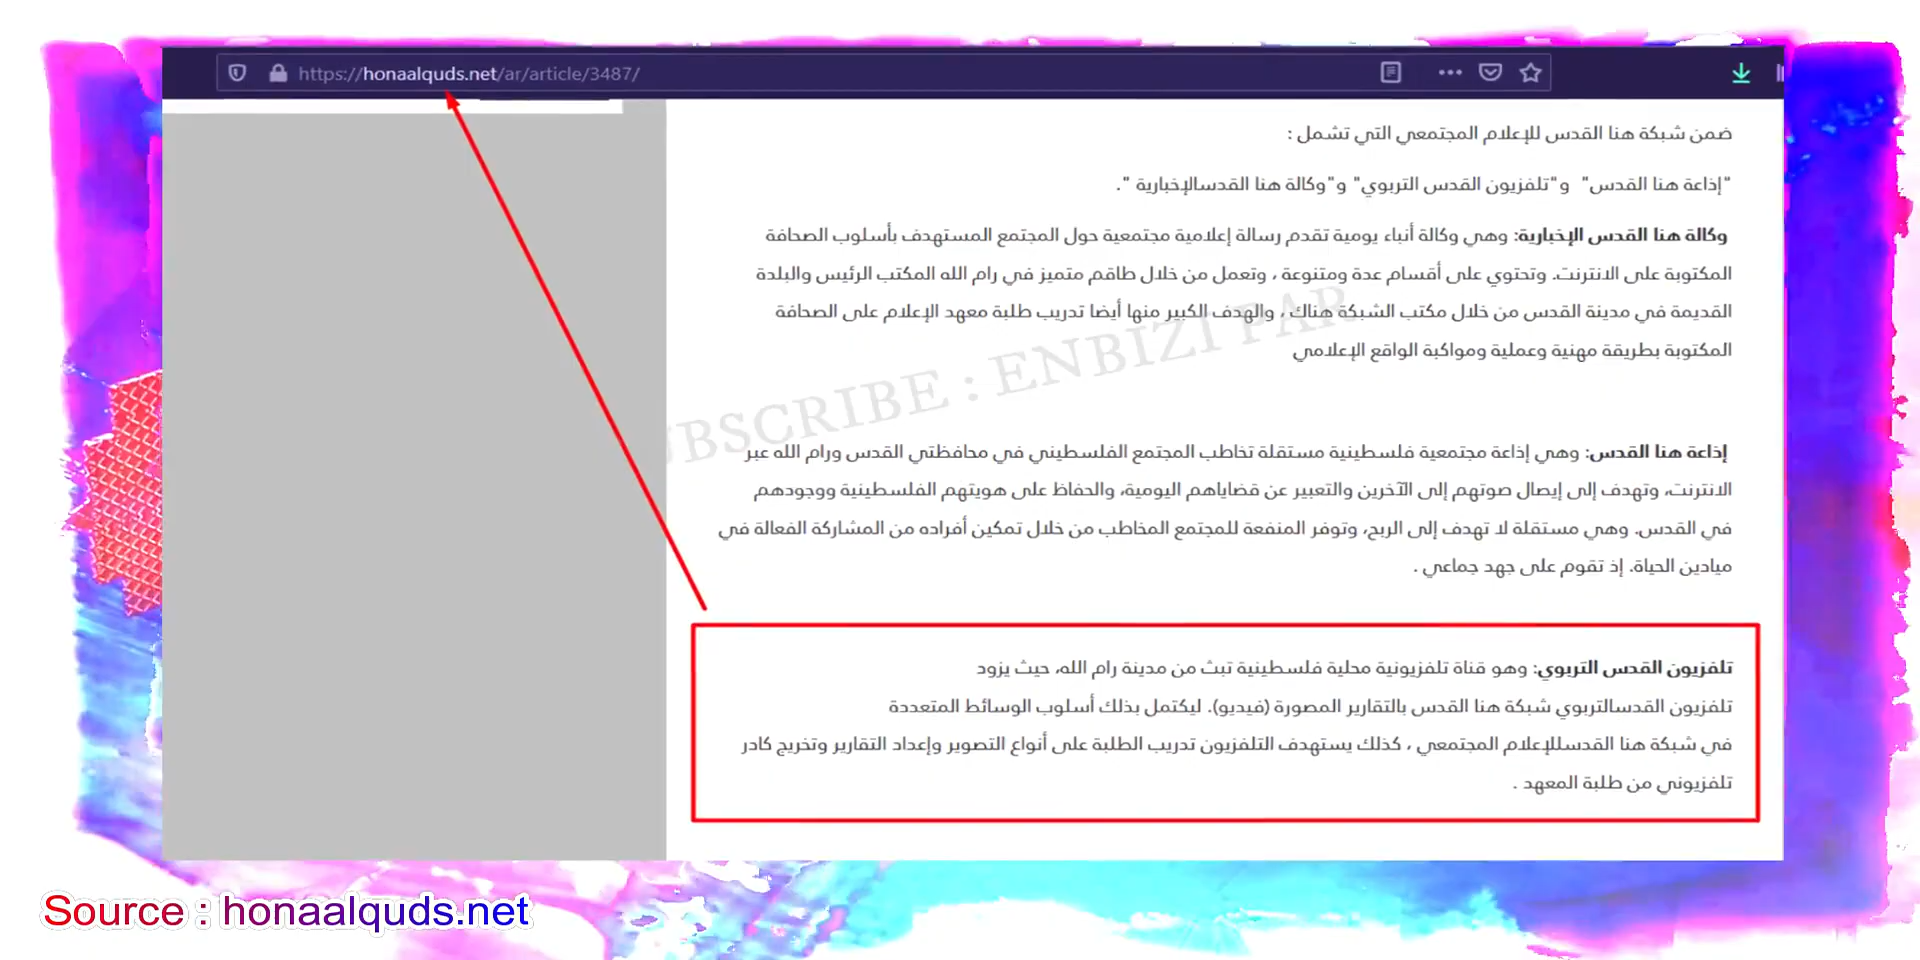 https://honaalquds.net/ar/article/3487/
ضمن شبكة هنا القدس للإعلام المجتمعي التي تشمل :
"إذاعة هنا القدس" و"تلفزيون القدس التربوي" و"وكالة هنا القدسالإخبارية ".
وكالة هنا القدس الإخبارية: وهي وكالة أنباء يومية تقدم رسالة إعلامية مجتمعية حول المجتمع المستهدف بأسلوب الصحافة
المكتوبة على الانترنت. وتحتوي على أقسام عدة ومتنوعة ، وتعمل من خلال طاقم متميز في رام الله المكتب الرئيس والبلدة
القديمة في مدينة القدس من خلال مكتب الشبكة هناك ، والهدف الكبير منها أيضا تدريب طلبة معهد الإعلام على الصحافة
المكتوبة بطريقة مهنية وعملية ومواكبة الواقع الإعلامي
UBSCRIBE : ENBIZI PAR
إذاعة هنا القدس: وهي إذاعة مجتمعية فلسطينية مستقلة تخاطب المجتمع الفلسطيني في محافظتي القدس ورام الله عبر
الانترنت، وتهدف إلى إيصال صوتهم إلى الآخرين والتعبير عن قضاياهم اليومية، والحفاظ على هويتهم الفلسطينية ووجودهم
في القدس. وهي مستقلة لا تهدف إلى الربح، وتوفر المنفعة للمجتمع المخاطب من خلال تمكين أفراده من المشاركة الفعالة في
ميادين الحياة. إذ تقوم على جهد جماعي .
تلفزيون القدس التربوي: وهو قناة تلفزيونية محلية فلسطينية تبث من مدينة رام الله، حيث يزود
تلفزيون القدسالتربوي شبكة هنا القدس بالتقارير المصورة (فيديو). ليكتمل بذلك أسلوب الوسائط المتعددة
في شبكة هنا القدسللإعلام المجتمعي ، كذلك يستهدف التلفزيون تدريب الطلبة على أنواع التصوير وإعداد التقارير وتخريج كادر
تلفزيوني من طلبة المعهد .
Source : honaalquds.net